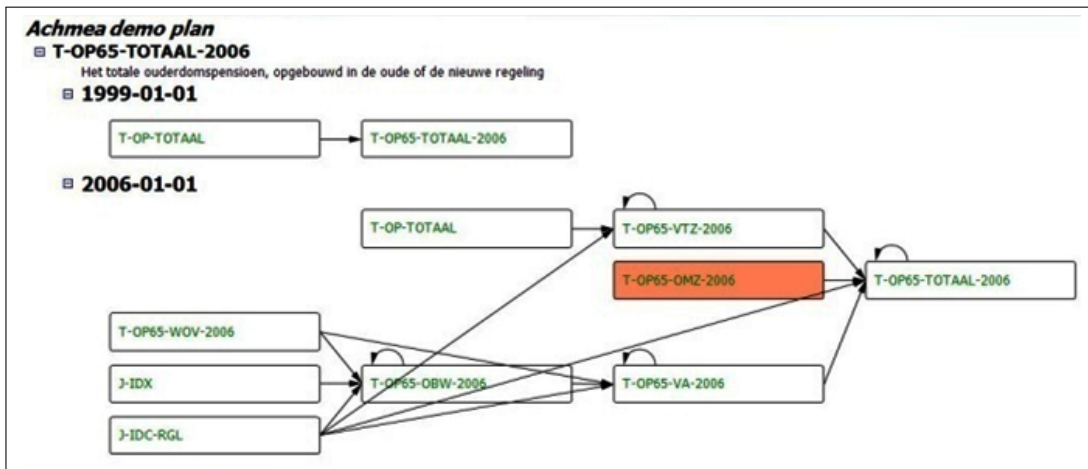 Achmea demo plan
T-OP65-TOTAAL-2006
Het totale ouderdomspensioen, opgebouwd in de oude of de nieuwe regeling
1999-01-01
T-OP-TOTAAL
T-OP65-TOTAAL-2006
2006-01-01
T-OP-TOTAAL
T-OP65-VTZ-2006
T-OP65-OMZ-2006
T-OP65-TOTAAL-2006
T-OP65-WOV-2006
J-IDX
T-OP65-OBW-2006
T-OP65-VA-2006
J-IDC-RGL